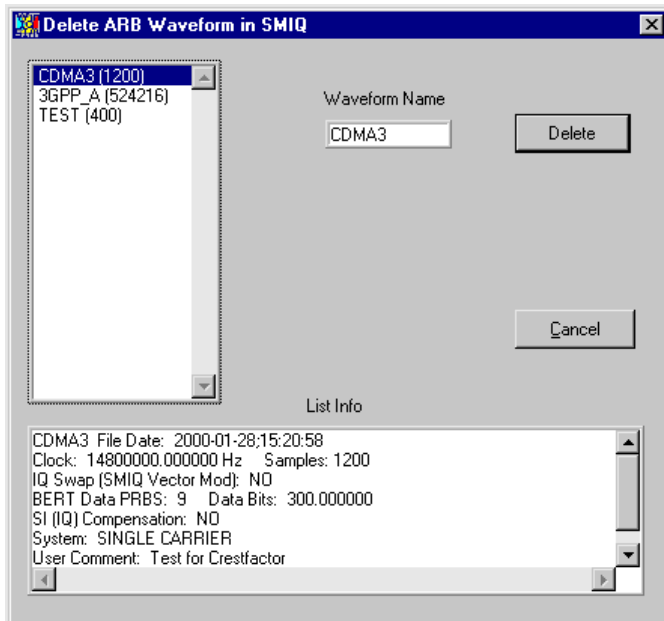 Delete ARB Waveform in SMIQ
CDMA3 (1200)
3GPP_A (524216)
TEST (400)
Waveform Name
CDMA3
Delete
Cancel
List Info
CDMA3 File Date: 2000-01-28;15:20:58
Clock: 14800000.000000 Hz Samples: 1200
IQ Swap (SMIQ Vector Mod): NO
BERT Data PRBS: 9 Data Bits: 300.000000
SI (IQ) Compensation: NO
System: SINGLE CARRIER
User Comment: Test for Crestfactor